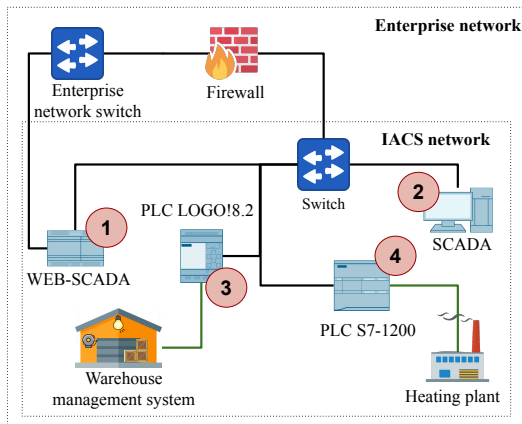 Enterprise network
Enterprise
network switch
Firewall
IACS network
Switch
1
WEB-SCADA
PLC LOGO!8.2
3
2
SCADA
4
PLC S7-1200
Warehouse
management system
Heating plant